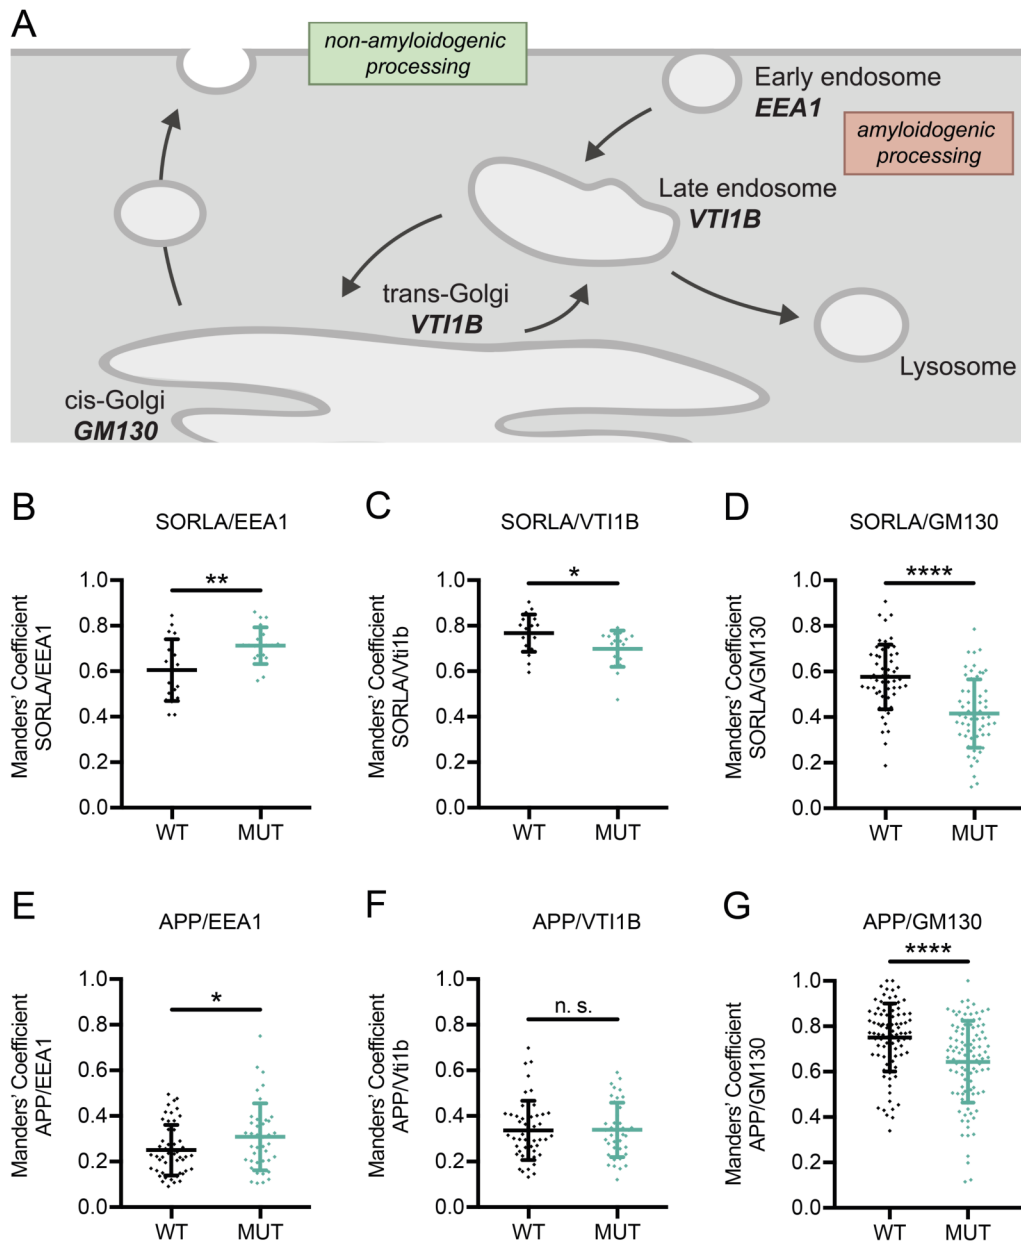 A
non-amyloidogenic
processing
Early endosome
EEA1
amyloidogenic
processing
Late endosome
VTI1B
trans-Golgi
VTI1B
Lysosome
cis-Golgi
GM130
B
SORLA/EEA1
Manders' Coefficient
SORLA/EEA1
1.0
0.8
0.6
0.4
0.2
0.0
**
WT
MUT
C
SORLA/VTI1B
Manders' Coefficient
SORLA/Vti1b
1.0
0.8
0.6
0.4
0.2
0.0
*
WT
MUT
D
SORLA/GM130
Manders' Coefficient
SORLA/GM130
1.0
0.8
0.6
0.4
0.2
0.0
****
WT
MUT
E
APP/EEA1
Manders' Coefficient
APP/EEA1
1.0
0.8
0.6
0.4
0.2
0.0
*
WT
MUT
F
APP/VTI1B
Manders' Coefficient
APP/Vti1b
1.0
0.8
0.6
0.4
0.2
0.0
n. s.
WT
MUT
G
APP/GM130
Manders' Coefficient
APP/GM130
1.0
0.8
0.6
0.4
0.2
0.0
****
WT
MUT